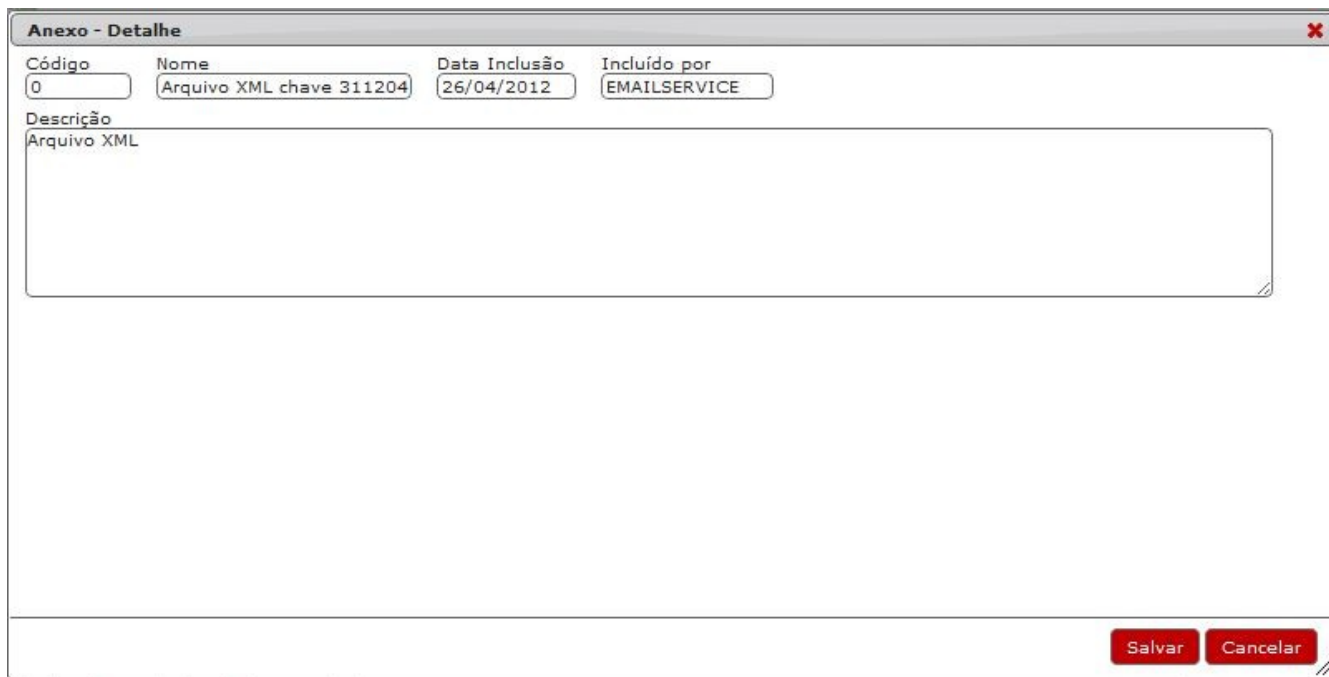 Anexo - Detalhe
Código Nome Data Inclusão Incluído por
0 Arquivo XML chave 311204 26/04/2012 EMAILSERVICE
Descrição
Arquivo XML
Salvar Cancelar